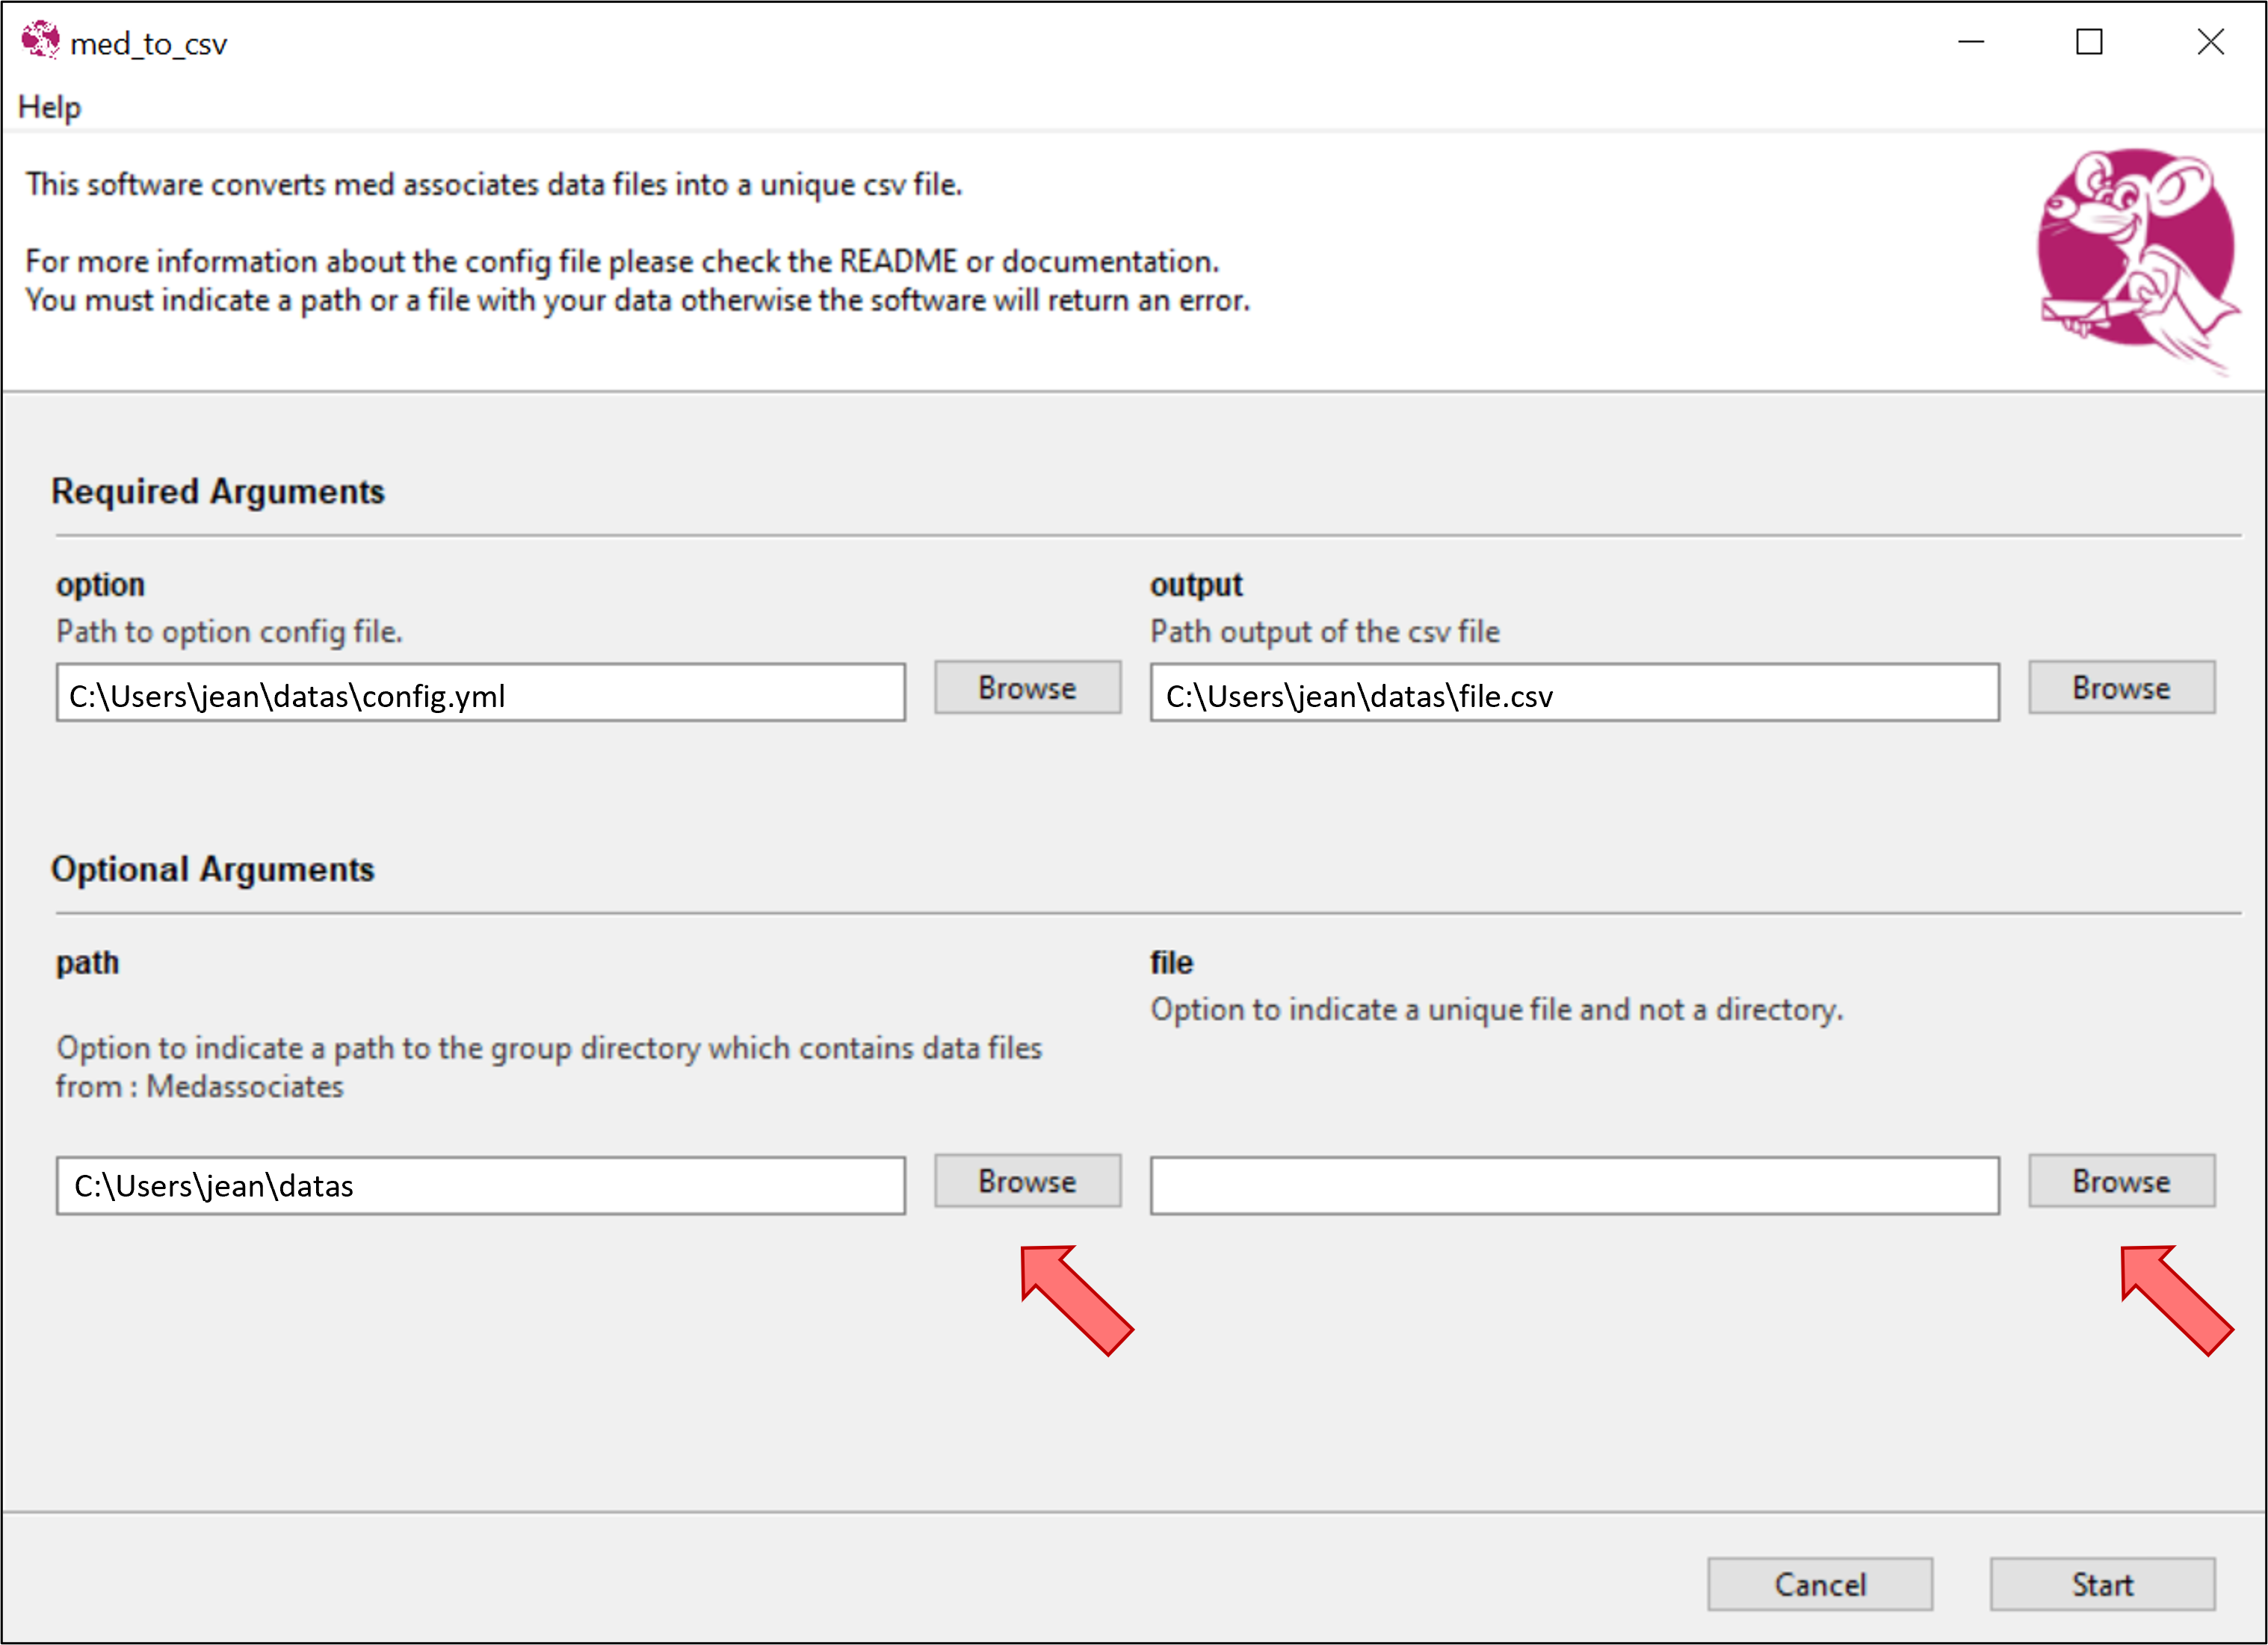 med_to_csv
Help
This software converts med associates data files into a unique csv file.
For more information about the config file please check the README or documentation.
You must indicate a path or a file with your data otherwise the software will return an error.
Required Arguments
option
Path to option config file.
C:\Users\jean\datas\config.yml
Browse
output
Path output of the csv file
C:\Users\jean\datas\file.csv
Browse
Optional Arguments
path
Option to indicate a path to the group directory which contains data files
from : Medassociates
C:\Users\jean\datas
Browse
file
Option to indicate a unique file and not a directory.
Browse
Cancel
Start